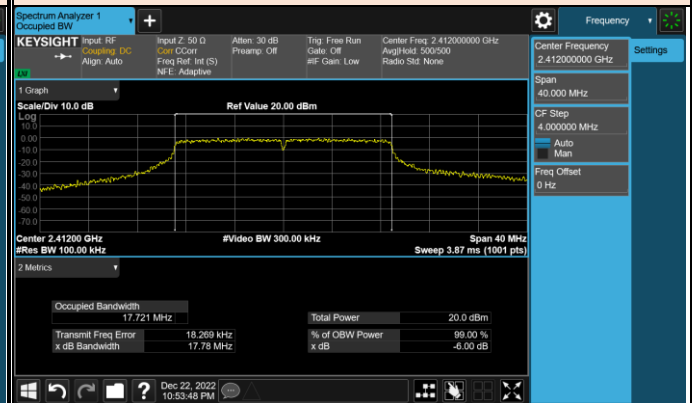 Spectrum Analyzer 1
Occupied BW
Frequency
KEYSIGHT
Input: RF
Coupling: DC
Align: Auto
Input Z: 50 Ω
Corr CCorr
Freq Ref: Int (S)
NFE: Adaptive
Atten: 30 dB
Preamp: Off
Trig: Free Run
Gate: Off
#IF Gain: Low
Center Freq: 2.412000000 GHz
Avg|Hold: 500/500
Radio Std: None
LW
Center Frequency
2.412000000 GHz
Settings
Span
40.000 MHz
CF Step
4.000000 MHz
Auto
Man
Freq Offset
0 Hz
1 Graph
Scale/Div 10.0 dB
Ref Value 20.00 dBm
Log
10.0
0.00
-10.0
-20.0
-30.0
-40.0
-50.0
-60.0
-70.0
Center 2.41200 GHz
#Video BW 300.00 kHz
Span 40 MHz
#Res BW 100.00 kHz
Sweep 3.87 ms (1001 pts)
2 Metrics
Occupied Bandwidth
17.721 MHz
Total Power 20.0 dBm
Transmit Freq Error 18.269 kHz
% of OBW Power 99.00 %
x dB Bandwidth 17.78 MHz
x dB -6.00 dB
?
Dec 22, 2022
10:53:48 PM